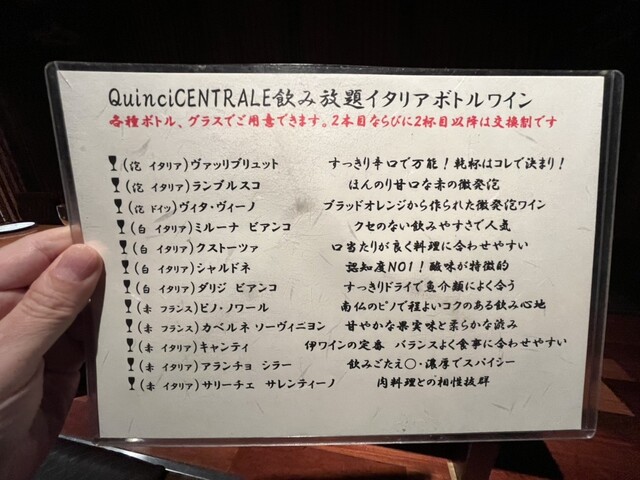 QuinciCENTRALE飲み放題イタリアボトルワイン
各種ボトル、グラスでご用意できます。2本目ならびに2杯目以降は交換制です
(泡 イタリア)ヴァッリブリュット すっきり辛口で万能！乾杯はコレで決まり！
(泡 イタリア)ランブルスコ ほんのり甘口な赤の微発泡
(泡 ドイツ)ヴィタ・ヴィーノ ブラッドオレンジから作られた微発泡ワイン
(白 イタリア)ミルーナ ビアンコ クセのない飲みやすさで人気
(白 イタリア)クストーツァ 口当たりが良く料理に合わせやすい
(白 イタリア)シャルドネ 認知度NO1！酸味が特徴的
(白 イタリア)ダリジ ビアンコ すっきりドライで魚介類によく合う
(赤 フランス)ピノ・ノワール 南仏のピノで程よいコクのある飲み心地
(赤 フランス)カベルネ ソーヴィニヨン 甘やかな果実味と柔らかな渋み
(赤 イタリア)キャンティ 伊ワインの定番 バランスよく食事に合わせやすい
(赤 イタリア)アランチョ シラー 飲みごたえ〇・濃厚でスパイシー
(赤 イタリア)サリーチェ サレンティーノ 肉料理との相性抜群